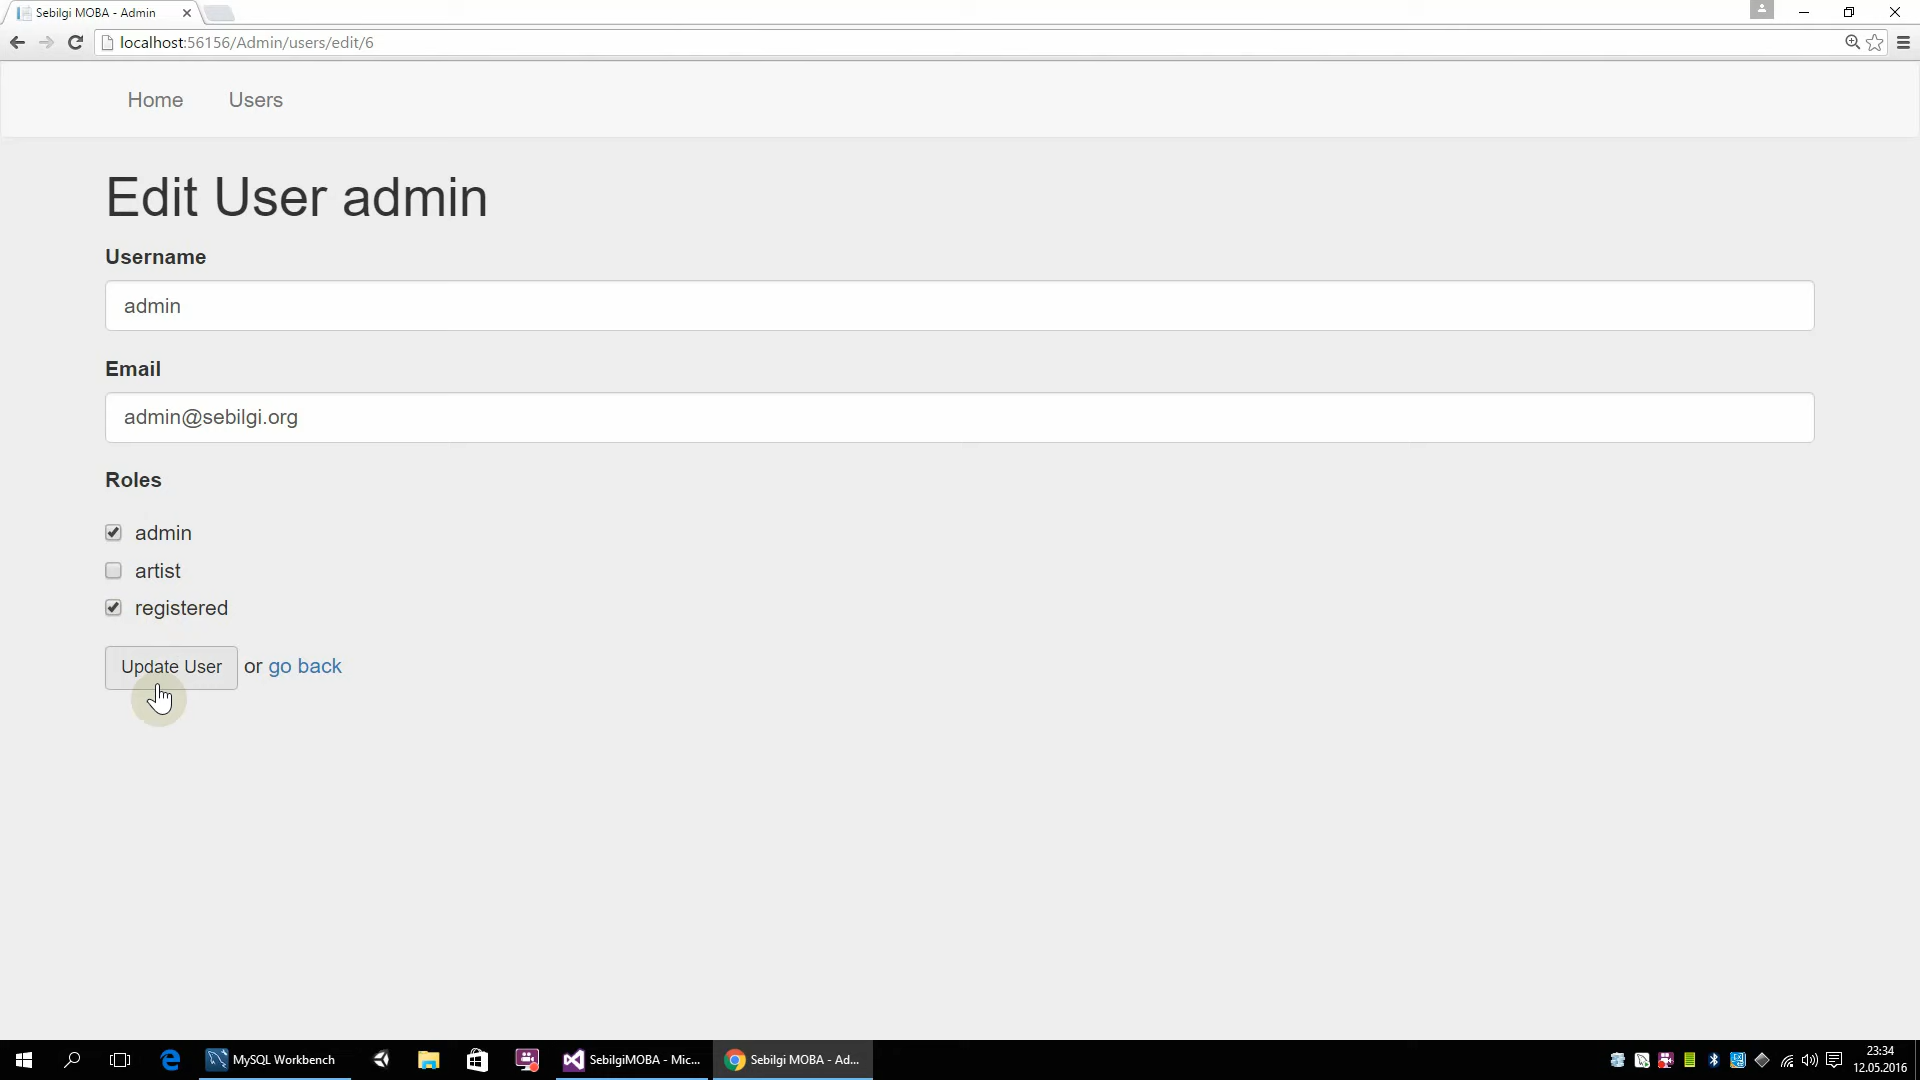 Sebilgi MOBA - Admin
localhost:56156/Admin/users/edit/6
Home Users
Edit User admin
Username
admin
Email
admin@sebilgi.org
Roles
admin
artist
registered
Update User or go back
MySQL Workbench SebilgiMOBA - Mic... Sebilgi MOBA - Ad... 23:34
12.05.2016